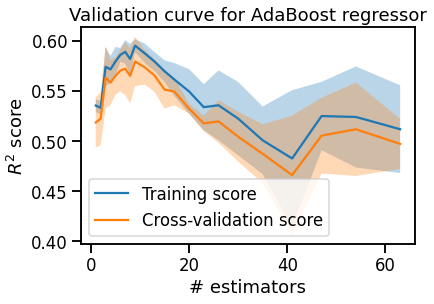 Validation curve for AdaBoost regressor
0.60
0.55
0.50
0.45
0.40
R² score
Training score
Cross-validation score
0 20 40 60
# estimators